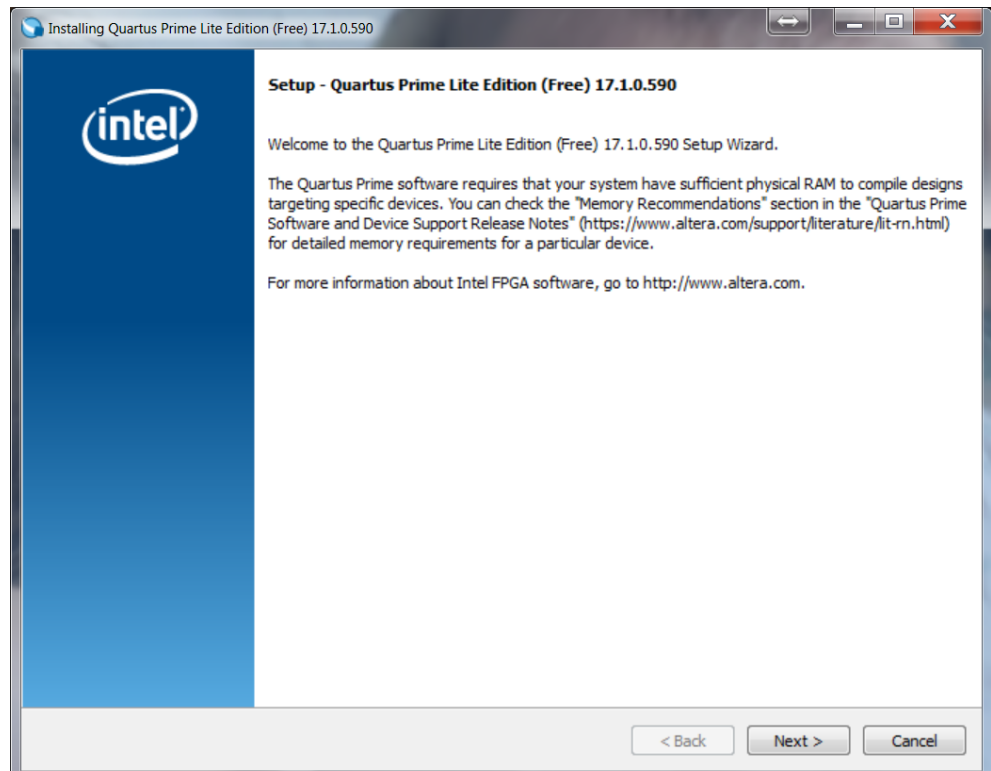 Installing Quartus Prime Lite Edition (Free) 17.1.0.590
intel
Setup - Quartus Prime Lite Edition (Free) 17.1.0.590
Welcome to the Quartus Prime Lite Edition (Free) 17.1.0.590 Setup Wizard.
The Quartus Prime software requires that your system have sufficient physical RAM to compile designs
targeting specific devices. You can check the "Memory Recommendations" section in the "Quartus Prime
Software and Device Support Release Notes" (https://www.altera.com/support/literature/lit-rn.html)
for detailed memory requirements for a particular device.
For more information about Intel FPGA software, go to http://www.altera.com.
< Back Next > Cancel